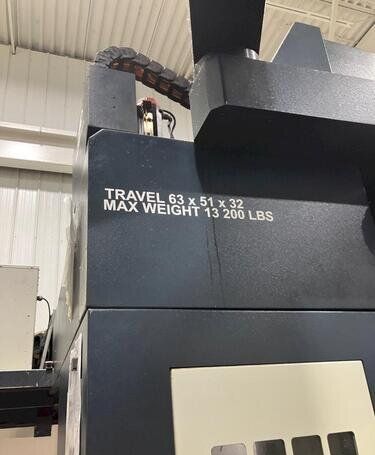 TRAVEL 63 x 51 x 32
MAX WEIGHT 13 200 LBS